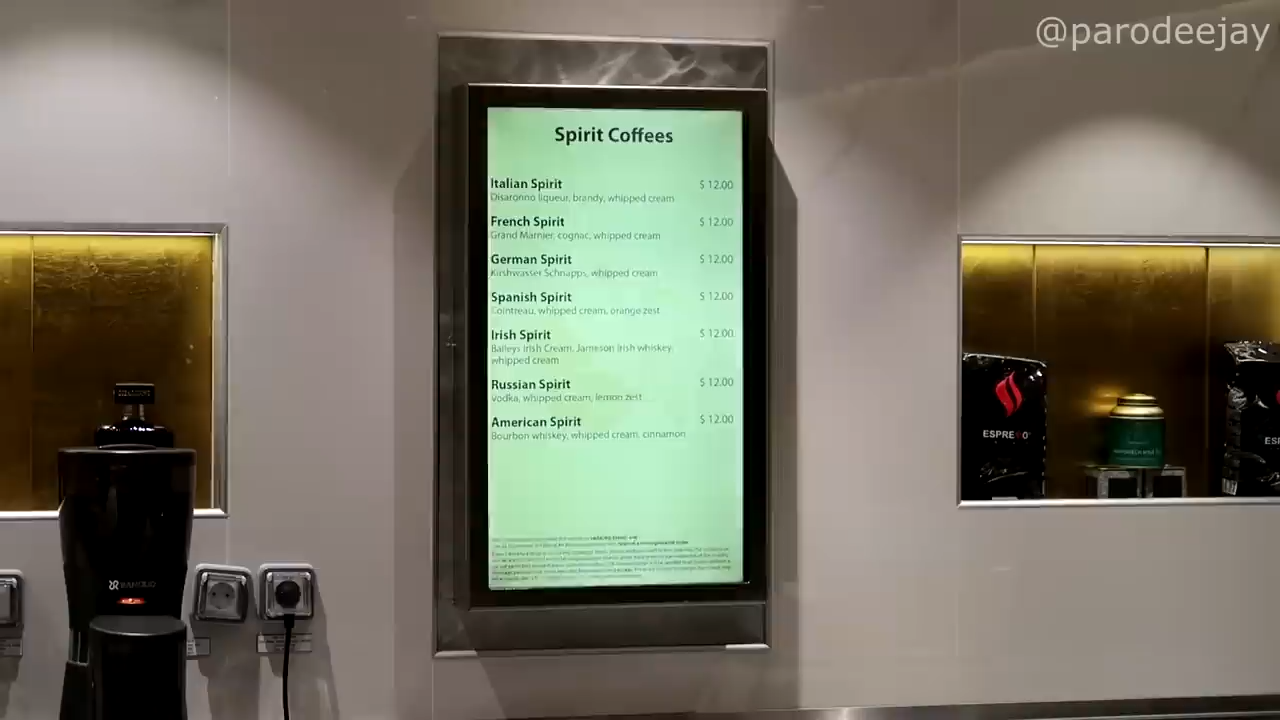 @parodeejay
Spirit Coffees
Italian Spirit $ 12.00
Disaronno liqueur, brandy, whipped cream
French Spirit $ 12.00
Grand Marnier, cognac, whipped cream
German Spirit $ 12.00
Kirshwasser Schnapps, whipped cream
Spanish Spirit $ 12.00
Cointreau, whipped cream, orange zest
Irish Spirit $ 12.00
Baileys Irish Cream, Jameson Irish whiskey,
whipped cream
Russian Spirit $ 12.00
Vodka, whipped cream, lemon zest
American Spirit $ 12.00
Bourbon whiskey, whipped cream, cinnamon
ESPRESSO
ES